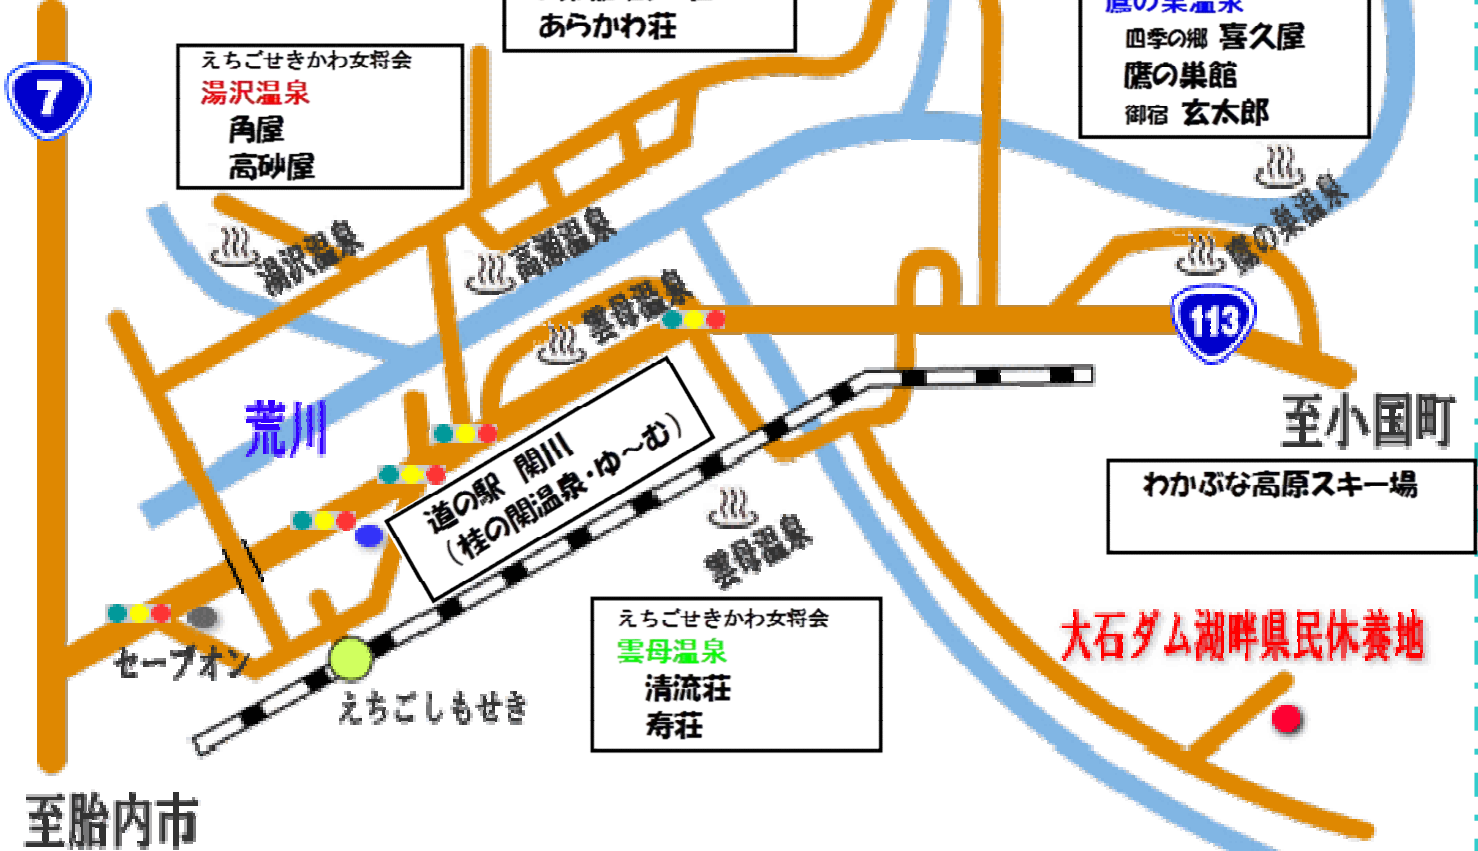 あらかわ荘
鷹の巣温泉
四季の郷 喜久屋
鷹の巣館
御宿 玄太郎
7
えちごせきかわ女将会
湯沢温泉
角屋
高砂屋
湯沢温泉
高瀬温泉
鷹の巣温泉
雲母温泉
113
至小国町
荒川
道の駅 関川
(桂の関温泉・ゆ～む)
わかぶな高原スキー場
雲母温泉
えちごせきかわ女将会
雲母温泉
清流荘
寿荘
大石ダム湖畔県民休養地
セーブオン
えちごしもせき
至胎内市